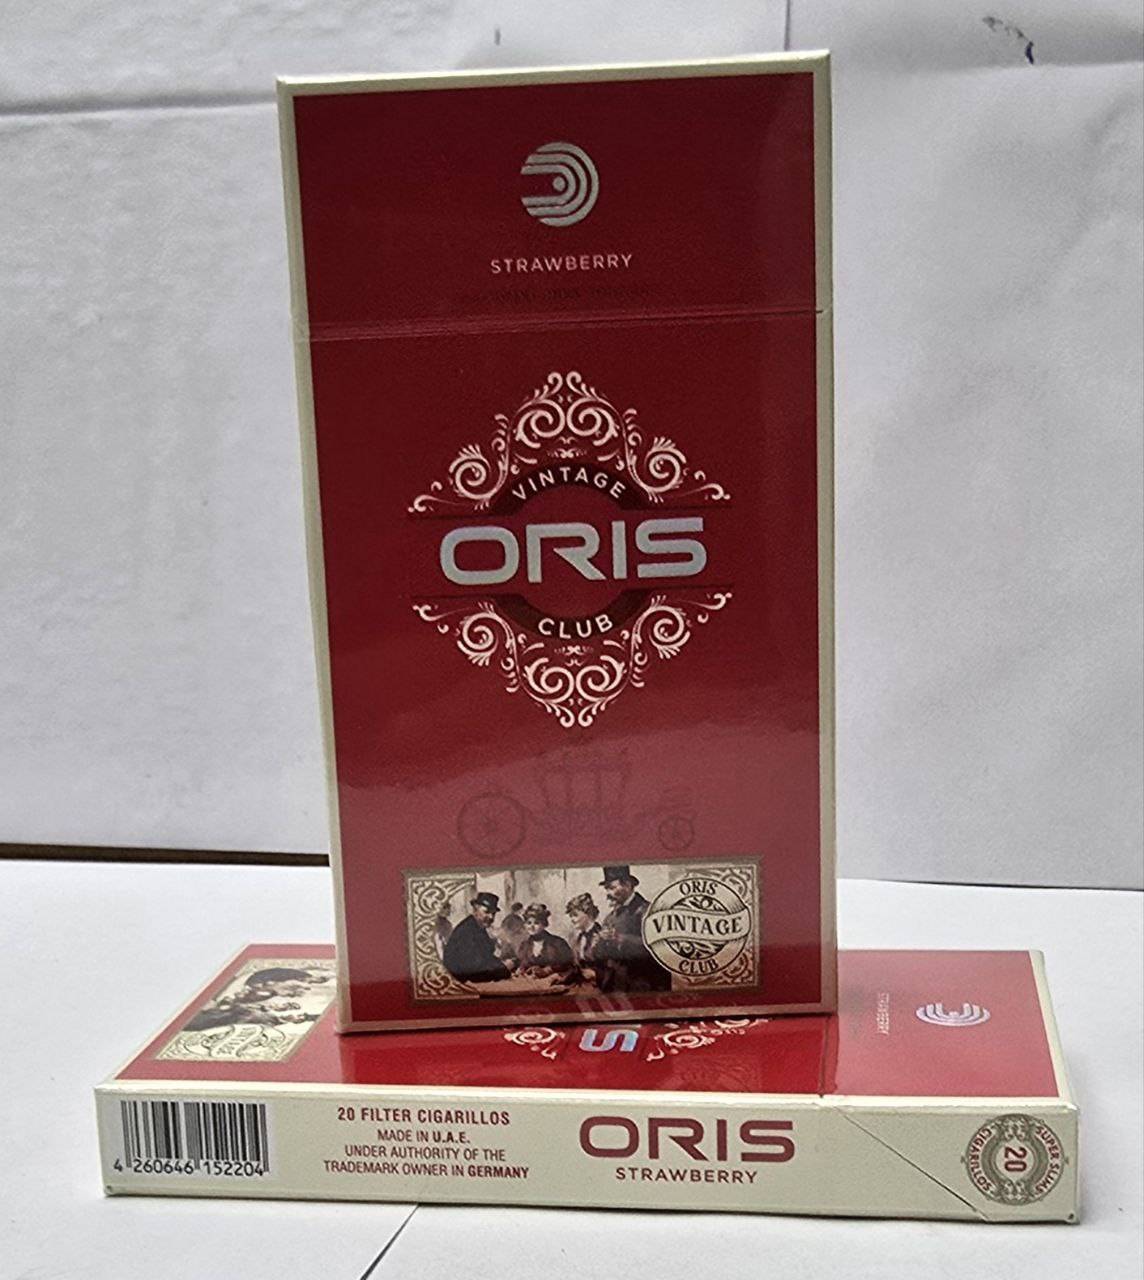 STRAWBERRY
VINTAGE
ORIS
CLUB
ORIS
VINTAGE
CLUB
STRAWBERRY
4 260646 152204
20 FILTER CIGARILLOS
MADE IN U.A.E.
UNDER AUTHORITY OF THE
TRADEMARK OWNER IN GERMANY
ORIS
STRAWBERRY
SUPER SLIMS
20
CIGARILLOS